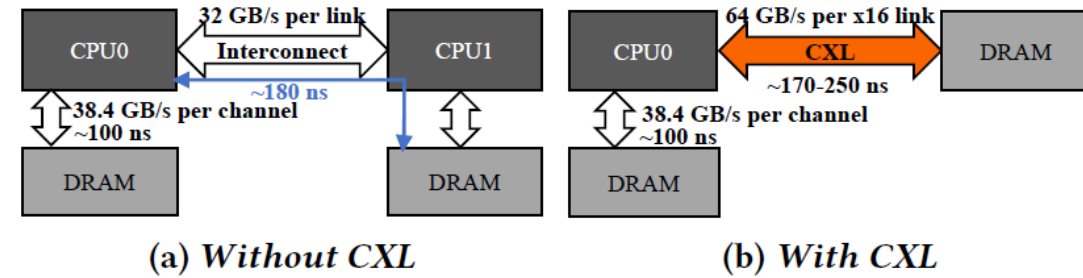 32 GB/s per link
CPU0
Interconnect
CPU1
~180 ns
38.4 GB/s per channel
~100 ns
DRAM
DRAM
(a) Without CXL
64 GB/s per x16 link
CPU0
CXL
DRAM
~170-250 ns
38.4 GB/s per channel
~100 ns
DRAM
(b) With CXL